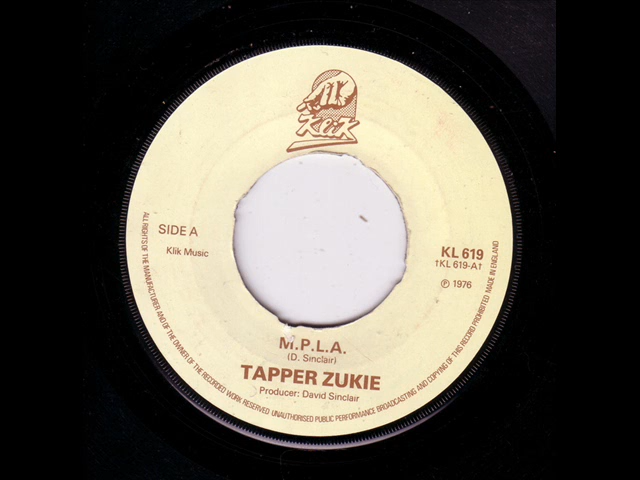 KliK
SIDE A
Klik Music
KL 619
†KL 619-A†
℗ 1976
M.P.L.A.
(D. Sinclair)
TAPPER ZUKIE
Producer: David Sinclair
ALL RIGHTS OF THE MANUFACTURER AND OF THE OWNER OF THE RECORDED WORK RESERVED UNAUTHORISED PUBLIC PERFORMANCE BROADCASTING AND COPYING OF THIS RECORD PROHIBITED MADE IN ENGLAND